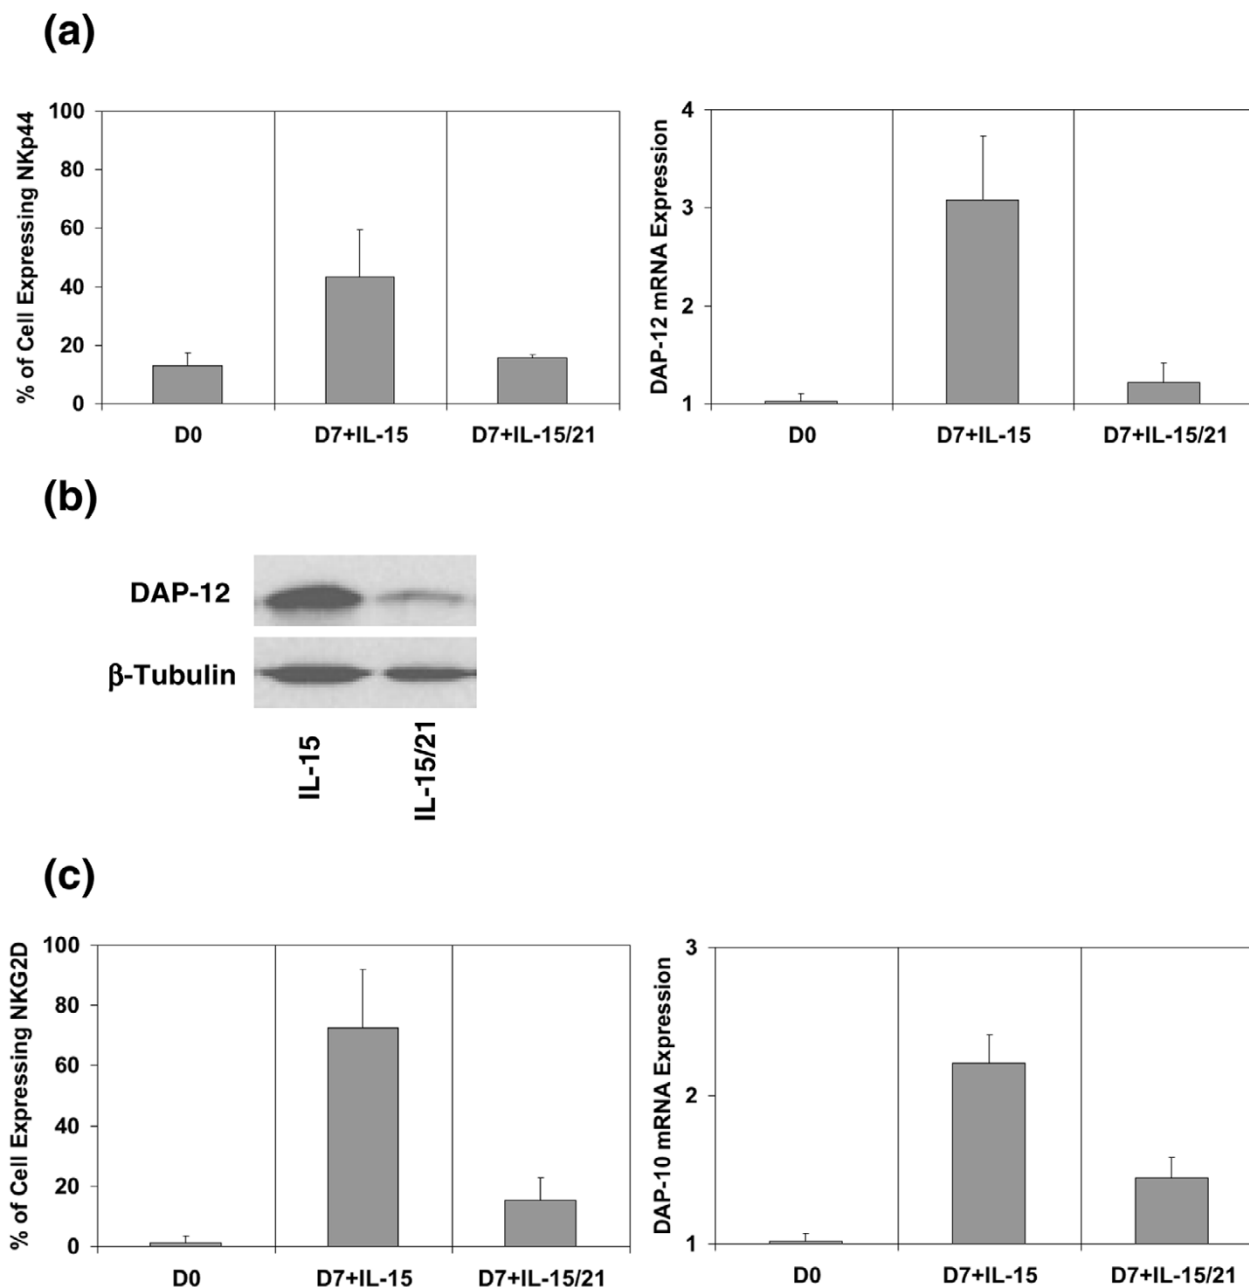 (a)
% of Cell Expressing NKp44
100
80
60
40
20
0
D0
D7+IL-15
D7+IL-15/21
DAP-12 mRNA Expression
4
3
2
1
D0
D7+IL-15
D7+IL-15/21
(b)
DAP-12
β-Tubulin
IL-15
IL-15/21
(c)
% of Cell Expressing NKG2D
100
80
60
40
20
0
D0
D7+IL-15
D7+IL-15/21
DAP-10 mRNA Expression
3
2
1
D0
D7+IL-15
D7+IL-15/21